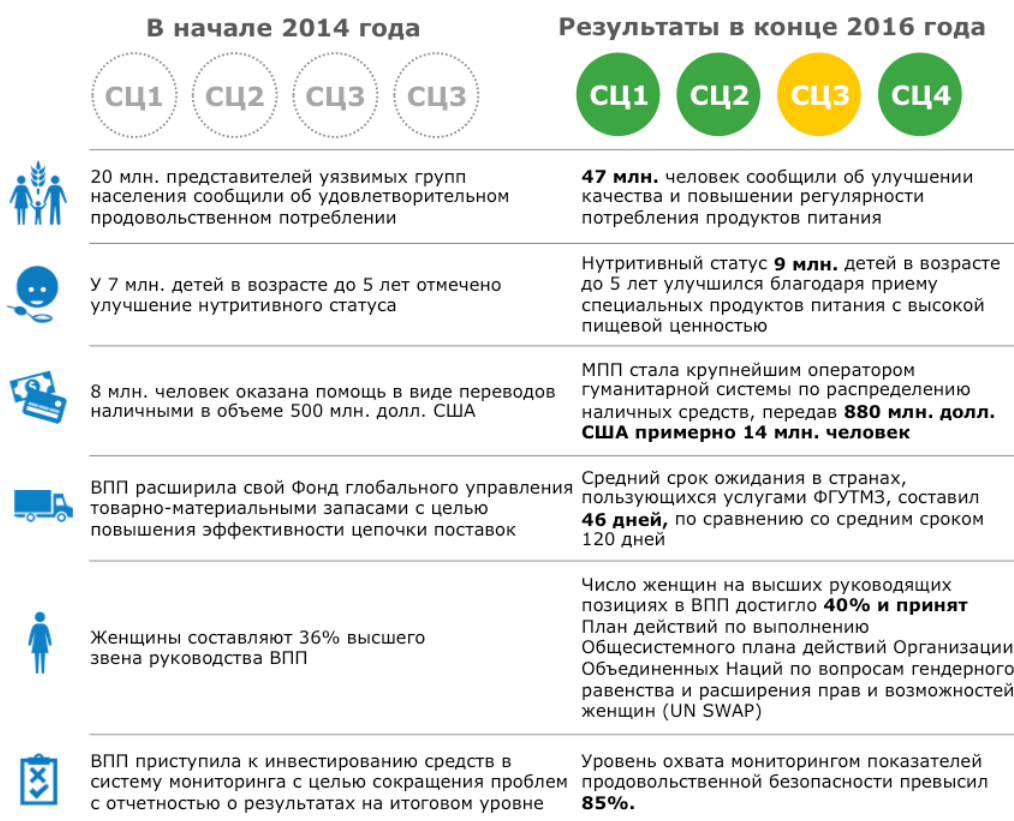 В начале 2014 года
Результаты в конце 2016 года
СЦ1 СЦ2 СЦ3 СЦ3
СЦ1 СЦ2 СЦ3 СЦ4
20 млн. представителей уязвимых групп
населения сообщили об удовлетворительном
продовольственном потреблении
47 млн. человек сообщили об улучшении
качества и повышении регулярности
потребления продуктов питания
У 7 млн. детей в возрасте до 5 лет отмечено
улучшение нутритивного статуса
Нутритивный статус 9 млн. детей в возрасте
до 5 лет улучшился благодаря приему
специальных продуктов питания с высокой
пищевой ценностью
8 млн. человек оказана помощь в виде переводов
наличными в объеме 500 млн. долл. США
МПП стала крупнейшим оператором
гуманитарной системы по распределению
наличных средств, передав 880 млн. долл.
США примерно 14 млн. человек
ВПП расширила свой Фонд глобального управления
товарно-материальными запасами с целью
повышения эффективности цепочки поставок
Средний срок ожидания в странах,
пользующихся услугами ФГУТМЗ, составил
46 дней, по сравнению со средним сроком
120 дней
Женщины составляют 36% высшего
звена руководства ВПП
Число женщин на высших руководящих
позициях в ВПП достигло 40% и принят
План действий по выполнению
Общесистемного плана действий Организации
Объединенных Наций по вопросам гендерного
равенства и расширения прав и возможностей
женщин (UN SWAP)
ВПП приступила к инвестированию средств в
систему мониторинга с целью сокращения проблем
с отчетностью о результатах на итоговом уровне
Уровень охвата мониторингом показателей
продовольственной безопасности превысил
85%.